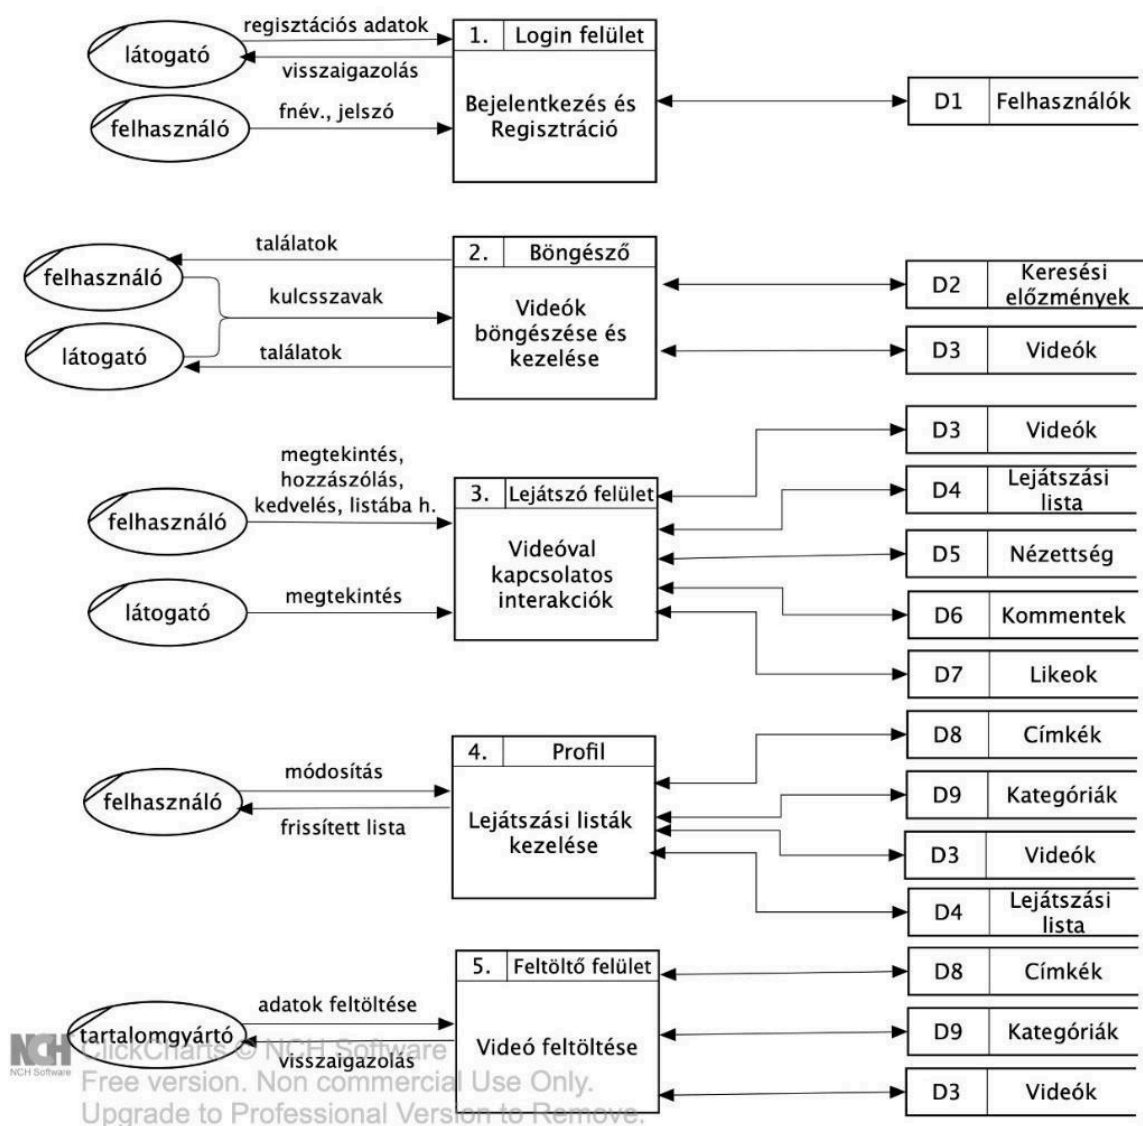 regisztációs adatok
látogató
visszaigazolás
felhasználó
fnév., jelszó
1. Login felület
Bejelentkezés és
Regisztráció
D1 Felhasználók
találatok
felhasználó
kulcsszavak
látogató
találatok
2. Böngésző
Videók
böngészése és
kezelése
D2 Keresési
előzmények
D3 Videók
megtekintés,
hozzászólás,
kedvelés, listába h.
felhasználó
látogató
megtekintés
3. Lejátszó felület
Videóval
kapcsolatos
interakciók
D3 Videók
D4 Lejátszási
lista
D5 Nézettség
D6 Kommentek
D7 Likeok
módosítás
felhasználó
frissített lista
4. Profil
Lejátszási listák
kezelése
D8 Címkék
D9 Kategóriák
D3 Videók
D4 Lejátszási
lista
adatok feltöltése
tartalomgyártó
visszaigazolás
5. Feltöltő felület
Videó feltöltése
D8 Címkék
D9 Kategóriák
D3 Videók
NCH
NCH Software
ClickCharts © NCH Software
Free version. Non commercial Use Only.
Upgrade to Professional Version to Remove.